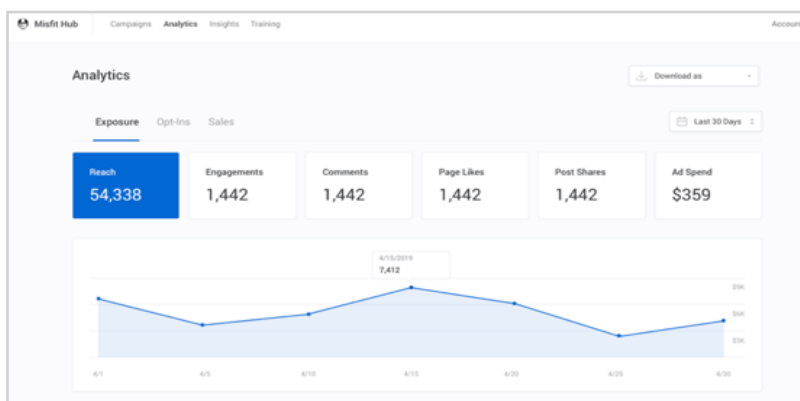 Misfit Hub Campaigns Analytics Insights Training Account
Analytics
Download as
Exposure Opt-Ins Sales
Last 30 Days
Reach Engagements Comments Page Likes Post Shares Ad Spend
54,338 1,442 1,442 1,442 1,442 $359
4/15/2019
7,412
$9K
$6K
$3K
4/1 4/5 4/10 4/15 4/20 4/25 4/30